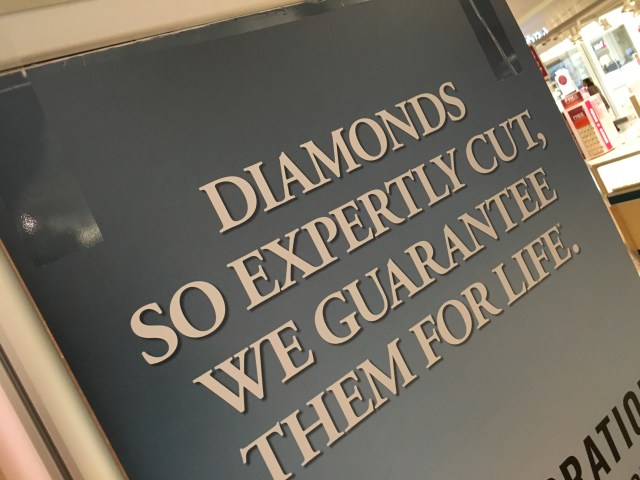 DIAMONDS
SO EXPERTLY CUT,
WE GUARANTEE
THEM FOR LIFE.